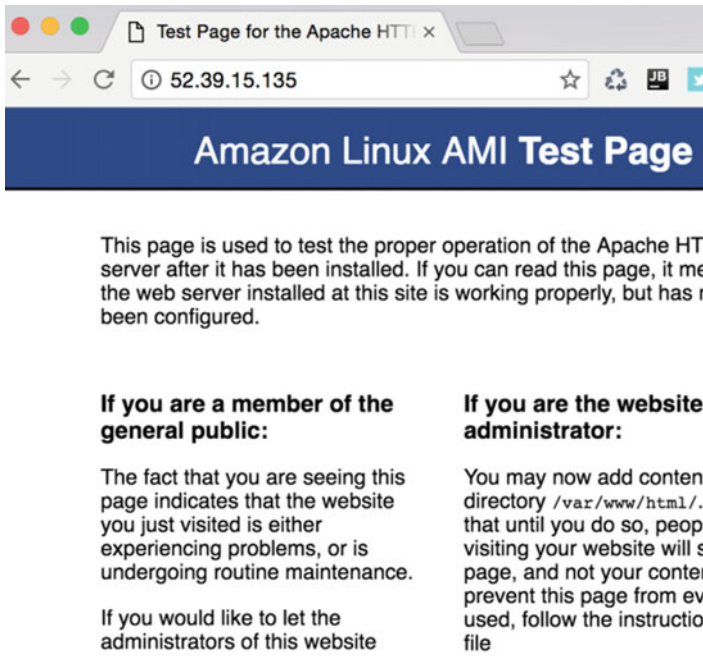 Test Page for the Apache HTT
52.39.15.135
JB
Amazon Linux AMI Test Page
This page is used to test the proper operation of the Apache HT
server after it has been installed. If you can read this page, it me
the web server installed at this site is working properly, but has
been configured.
If you are a member of the
general public:
The fact that you are seeing this
page indicates that the website
you just visited is either
experiencing problems, or is
undergoing routine maintenance.
If you would like to let the
administrators of this website
If you are the website
administrator:
You may now add conten
directory /var/www/html/.
that until you do so, peop
visiting your website will s
page, and not your conte
prevent this page from ev
used, follow the instructio
file